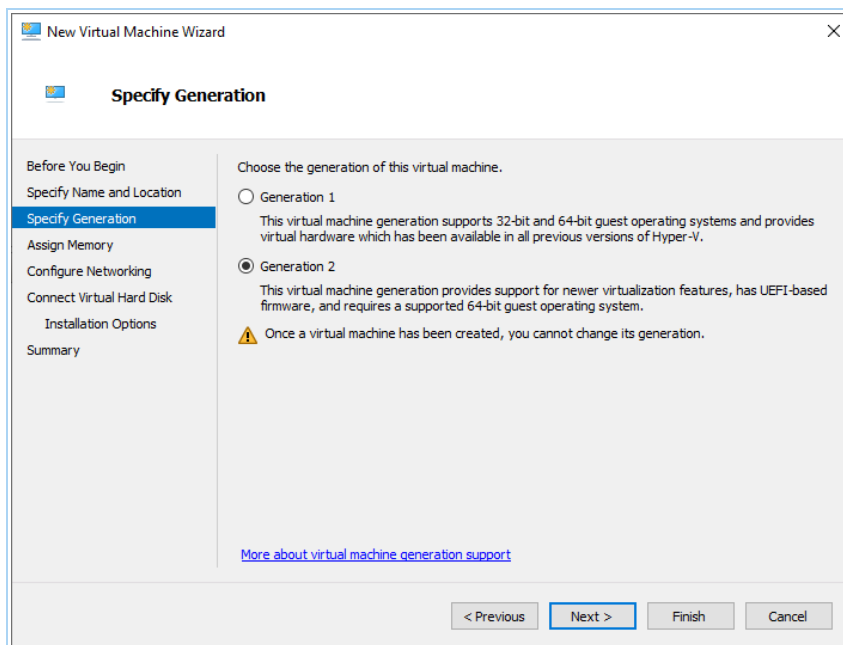 New Virtual Machine Wizard
Specify Generation
Before You Begin
Specify Name and Location
Specify Generation
Assign Memory
Configure Networking
Connect Virtual Hard Disk
Installation Options
Summary
Choose the generation of this virtual machine.
Generation 1
This virtual machine generation supports 32-bit and 64-bit guest operating systems and provides
virtual hardware which has been available in all previous versions of Hyper-V.
Generation 2
This virtual machine generation provides support for newer virtualization features, has UEFI-based
firmware, and requires a supported 64-bit guest operating system.
Once a virtual machine has been created, you cannot change its generation.
More about virtual machine generation support
< Previous
Next >
Finish
Cancel